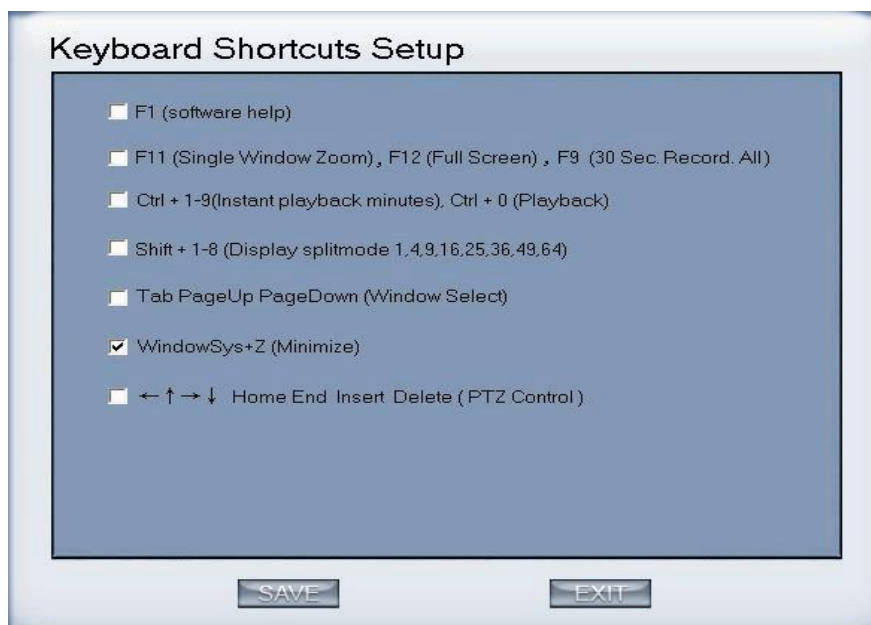 Keyboard Shortcuts Setup
F1 (software help)
F11 (Single Window Zoom), F12 (Full Screen), F9 (30 Sec. Record. All)
Ctrl + 1-9(Instant playback minutes), Ctrl + 0 (Playback)
Shift + 1-8 (Display splitmode 1,4,9,16,25,36,49,64)
Tab PageUp PageDown (Window Select)
WindowSys+Z (Minimize)
←↑→↓ Home End Insert Delete (PTZ Control)
SAVE EXIT